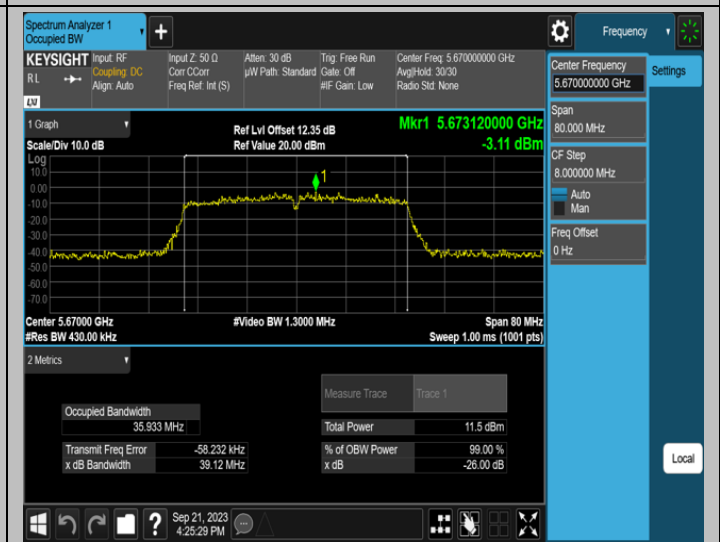 Spectrum Analyzer 1
Occupied BW
Frequency
KEYSIGHT
Input: RF
Coupling: DC
Align: Auto
R L
LXI
Input Z: 50 Ω
Corr CCorr
Freq Ref: Int (S)
Atten: 30 dB
µW Path: Standard
Trig: Free Run
Gate: Off
#IF Gain: Low
Center Freq: 5.670000000 GHz
Avg|Hold: 30/30
Radio Std: None
Center Frequency
5.670000000 GHz
Settings
Span
80.000 MHz
CF Step
8.000000 MHz
Auto
Man
Freq Offset
0 Hz
1 Graph
Scale/Div 10.0 dB
Ref Lvl Offset 12.35 dB
Ref Value 20.00 dBm
Mkr1 5.673120000 GHz
-3.11 dBm
Log
10.0
0.00
-10.0
-20.0
-30.0
-40.0
-50.0
-60.0
-70.0
1
Center 5.67000 GHz
#Res BW 430.00 kHz
#Video BW 1.3000 MHz
Span 80 MHz
Sweep 1.00 ms (1001 pts)
2 Metrics
Measure Trace
Trace 1
Occupied Bandwidth
35.933 MHz
Total Power
11.5 dBm
Transmit Freq Error
-58.232 kHz
% of OBW Power
99.00 %
x dB Bandwidth
39.12 MHz
x dB
-26.00 dB
Local
Sep 21, 2023
4:25:29 PM